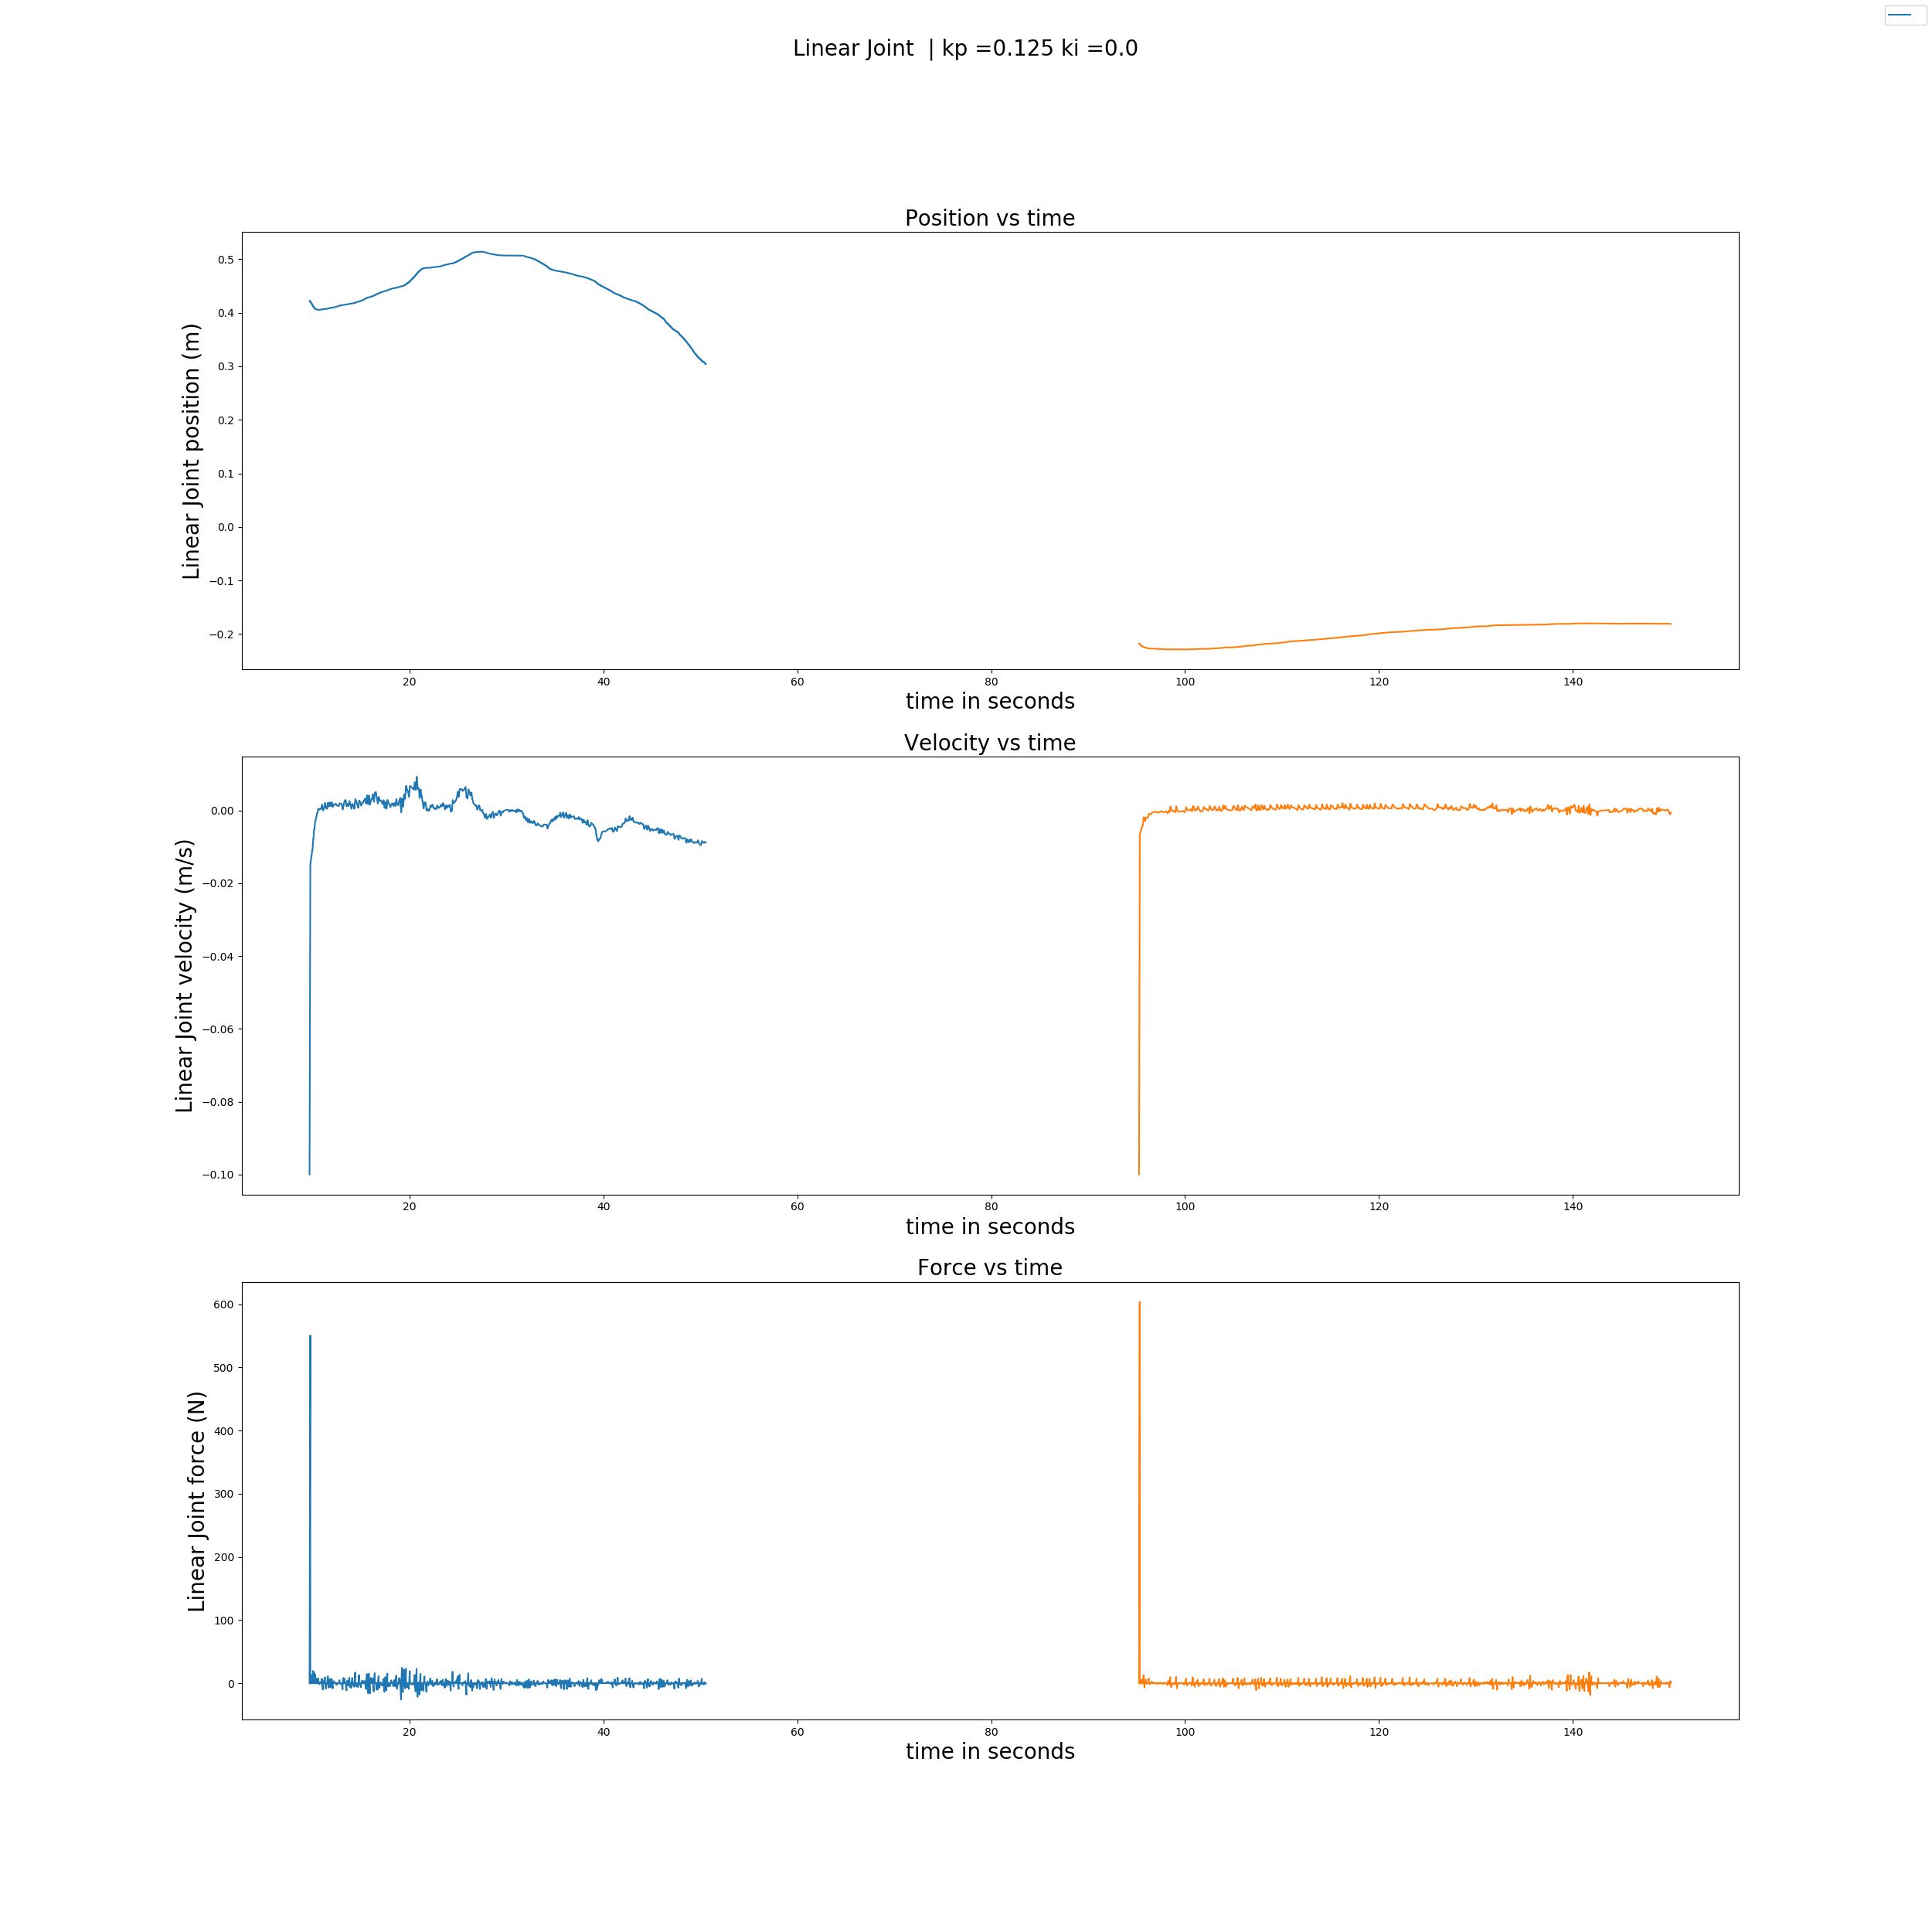 Linear Joint | kp =0.125 ki =0.0
Position vs time
Linear Joint position (m)
0.5
0.4
0.3
0.2
0.1
0.0
−0.1
−0.2
20 40 60 80 100 120 140
time in seconds
Velocity vs time
Linear Joint velocity (m/s)
0.00
−0.02
−0.04
−0.06
−0.08
−0.10
20 40 60 80 100 120 140
time in seconds
Force vs time
Linear Joint force (N)
600
500
400
300
200
100
0
20 40 60 80 100 120 140
time in seconds